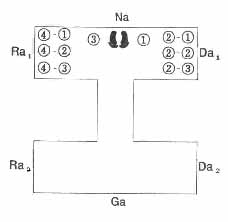 Na
④-① ③ ① ②-①
Ra₁ ④-② ②-② Da₁
④-③ ②-③
Ra₂ Da₂
Ga